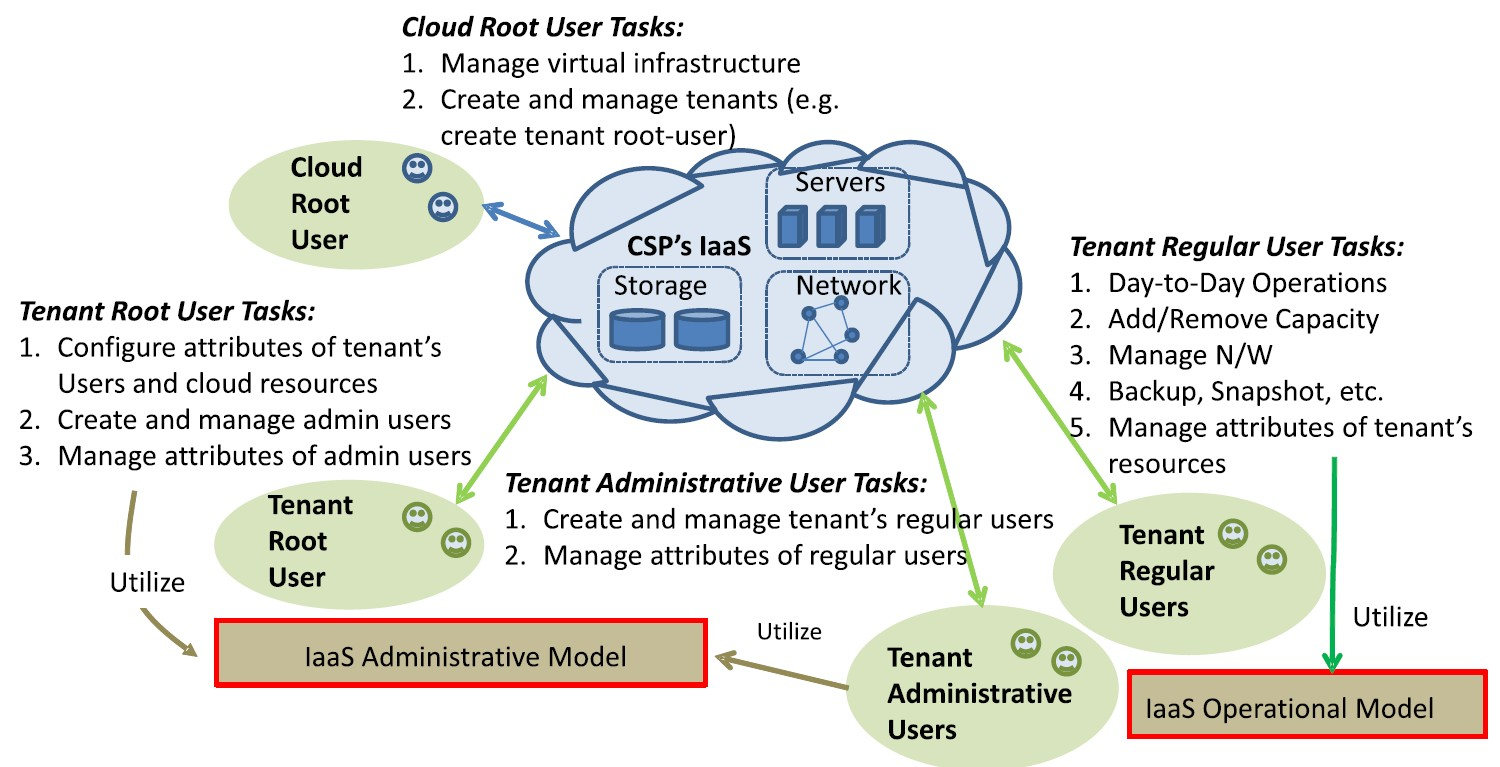 Cloud Root User Tasks:
1. Manage virtual infrastructure
2. Create and manage tenants (e.g.
create tenant root-user)
Cloud
Root
User
Servers
CSP's IaaS
Storage
Network
Tenant Regular User Tasks:
1. Day-to-Day Operations
2. Add/Remove Capacity
3. Manage N/W
4. Backup, Snapshot, etc.
5. Manage attributes of tenant's
resources
Tenant Root User Tasks:
1. Configure attributes of tenant's
Users and cloud resources
2. Create and manage admin users
3. Manage attributes of admin users
Tenant
Root
User
Tenant Administrative User Tasks:
1. Create and manage tenant's regular users
2. Manage attributes of regular users
Tenant
Regular
Users
Utilize
Utilize
Utilize
IaaS Administrative Model
Tenant
Administrative
Users
IaaS Operational Model